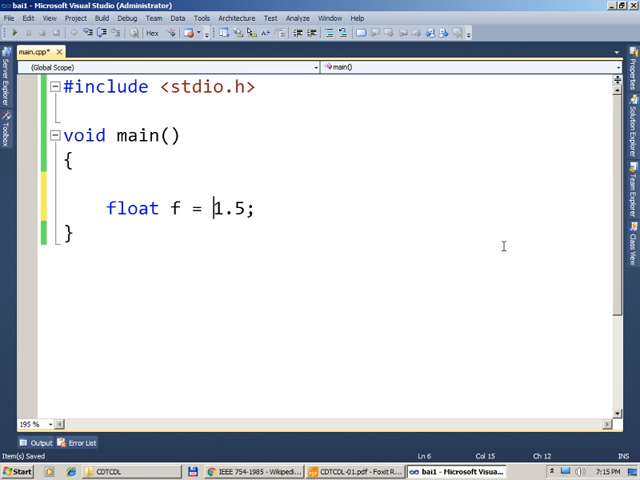 bai1 - Microsoft Visual Studio (Administrator)
File Edit View Project Build Debug Team Data Tools Architecture Test Analyze Window Help
Hex
main.cpp*
(Global Scope)
main()
#include <stdio.h>
void main()
{
float f = 1.5;
}
Server Explorer
Toolbox
Properties
Solution Explorer
Team Explorer
Class View
195 %
Output
Error List
Item(s) Saved
Ln 6
Col 15
Ch 12
INS
Start
CDTCDL
IEEE 754-1985 - Wikipedi...
CDTCDL-01.pdf - Foxit R...
bai1 - Microsoft Visua...
7:15 PM